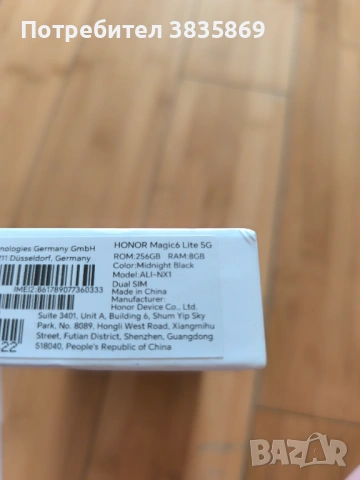 Потребител 3835869
HONOR Magic6 Lite 5G
ROM:256GB RAM:8GB
Color:Midnight Black
Model:ALI-NX1
Dual SIM
Made in China
Manufacturer:
Honor Device Co., Ltd.
Suite 3401, Unit A, Building 6, Shum Yip Sky
Park, No. 8089, Hongli West Road, Xiangmihu
Street, Futian District, Shenzhen, Guangdong
518040, People's Republic of China
Germany GmbH
Düsseldorf, Germany
IMEI2:861789077360333
BAZAR